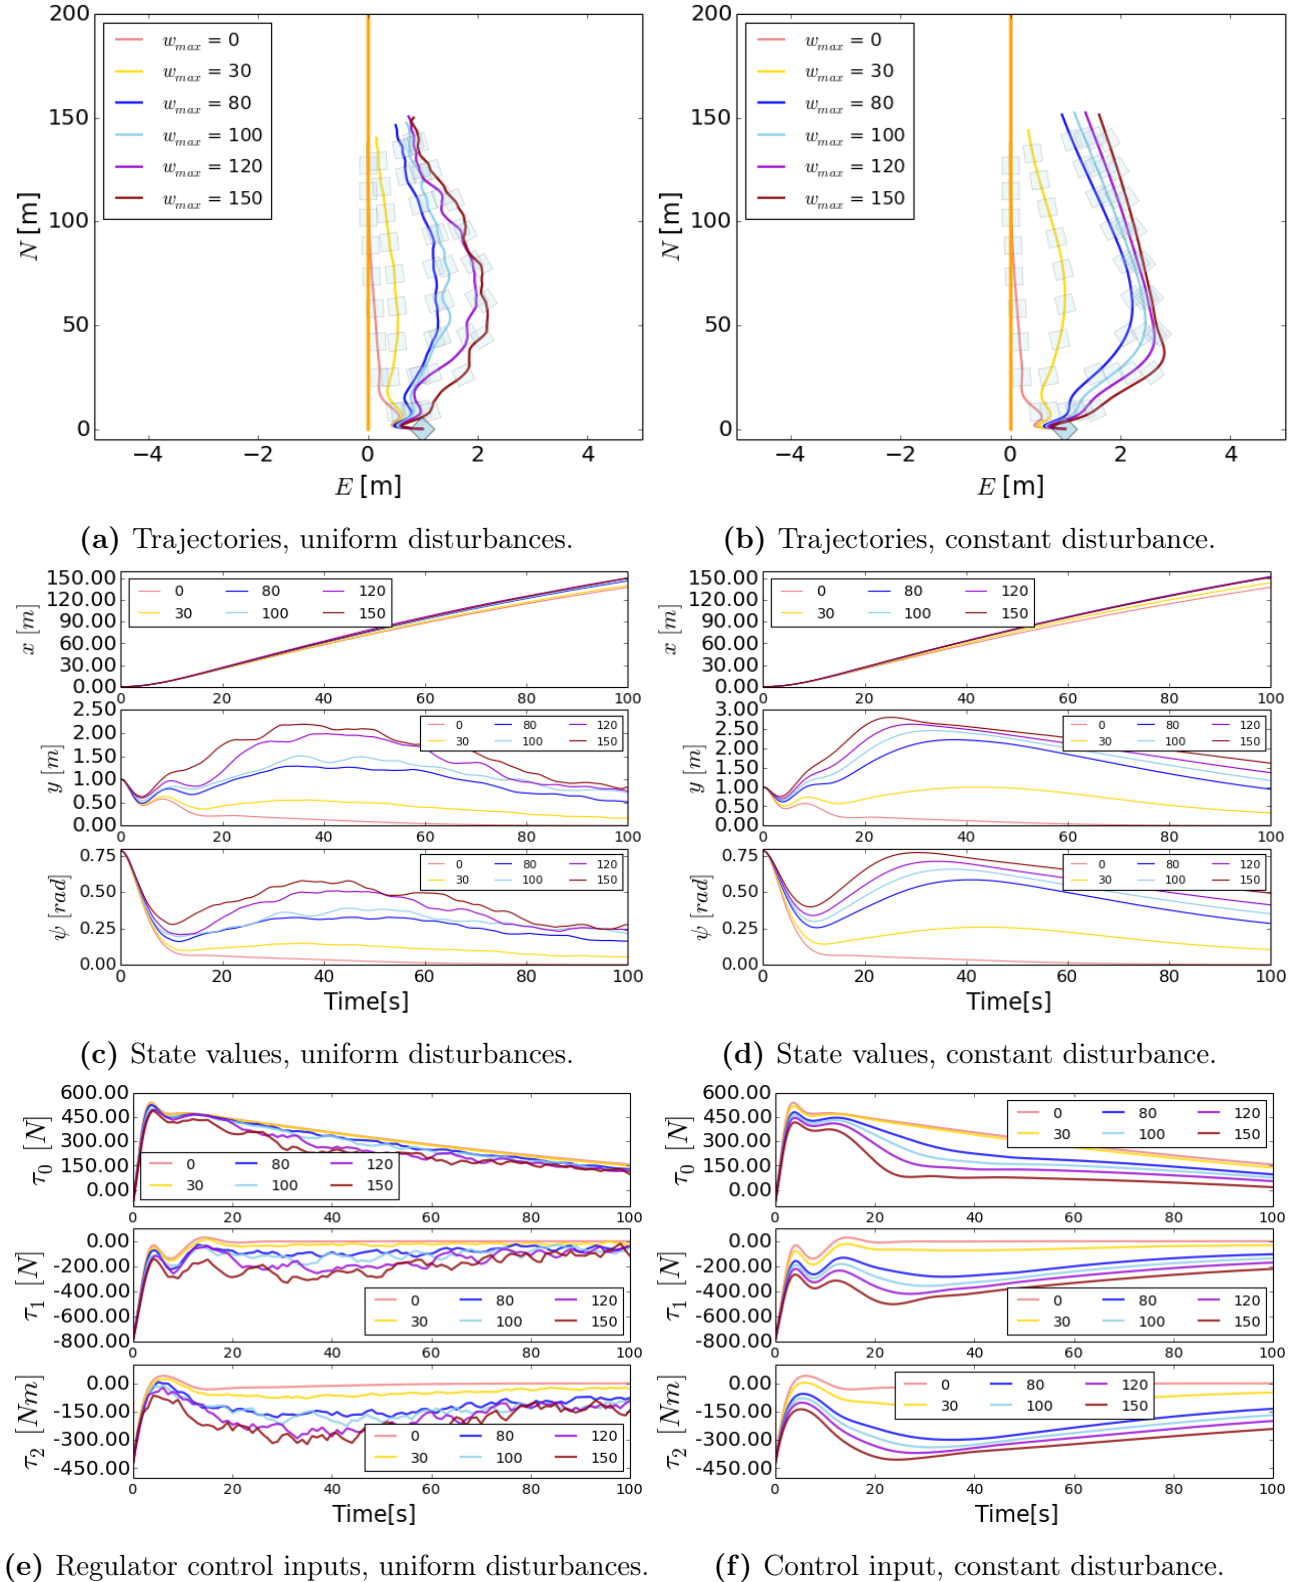 200
150
100
50
0
N [m]
w_max = 0
w_max = 30
w_max = 80
w_max = 100
w_max = 120
w_max = 150
−4 −2 0 2 4
E [m]
(a) Trajectories, uniform disturbances.
200
150
100
50
0
N [m]
w_max = 0
w_max = 30
w_max = 80
w_max = 100
w_max = 120
w_max = 150
−4 −2 0 2 4
E [m]
(b) Trajectories, constant disturbance.
150.00
120.00
90.00
60.00
30.00
0.00
x [m]
0 80 120
30 100 150
0 20 40 60 80 100
2.50
2.00
1.50
1.00
0.50
0.00
y [m]
0 80 120
30 100 150
0 20 40 60 80 100
0.75
0.50
0.25
0.00
ψ [rad]
0 80 120
30 100 150
0 20 40 60 80 100
Time[s]
(c) State values, uniform disturbances.
150.00
120.00
90.00
60.00
30.00
0.00
x [m]
0 80 120
30 100 150
0 20 40 60 80 100
3.00
2.50
2.00
1.50
1.00
0.50
0.00
y [m]
0 80 120
30 100 150
0 20 40 60 80 100
0.75
0.50
0.25
0.00
ψ [rad]
0 80 120
30 100 150
0 20 40 60 80 100
Time[s]
(d) State values, constant disturbance.
600.00
450.00
300.00
150.00
0.00
τ₀ [N]
0 80 120
30 100 150
0 20 40 60 80 100
0.00
-200.00
-400.00
-600.00
-800.00
τ₁ [N]
0 80 120
30 100 150
0 20 40 60 80 100
0.00
-150.00
-300.00
-450.00
τ₂ [Nm]
0 80 120
30 100 150
0 20 40 60 80 100
Time[s]
(e) Regulator control inputs, uniform disturbances.
600.00
450.00
300.00
150.00
0.00
τ₀ [N]
0 80 120
30 100 150
0 20 40 60 80 100
0.00
-200.00
-400.00
-600.00
-800.00
τ₁ [N]
0 80 120
30 100 150
0 20 40 60 80 100
0.00
-150.00
-300.00
-450.00
τ₂ [Nm]
0 80 120
30 100 150
0 20 40 60 80 100
Time[s]
(f) Control input, constant disturbance.